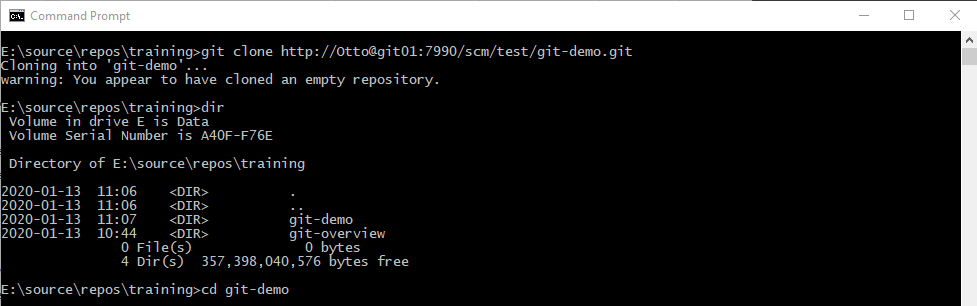 Command Prompt
E:\source\repos\training>git clone http://Otto@git01:7990/scm/test/git-demo.git
Cloning into 'git-demo'...
warning: You appear to have cloned an empty repository.
E:\source\repos\training>dir
Volume in drive E is Data
Volume Serial Number is A40F-F76E
Directory of E:\source\repos\training
2020-01-13  11:06    <DIR>          .
2020-01-13  11:06    <DIR>          ..
2020-01-13  11:07    <DIR>          git-demo
2020-01-13  10:44    <DIR>          git-overview
0 File(s)              0 bytes
4 Dir(s)  357,398,040,576 bytes free
E:\source\repos\training>cd git-demo